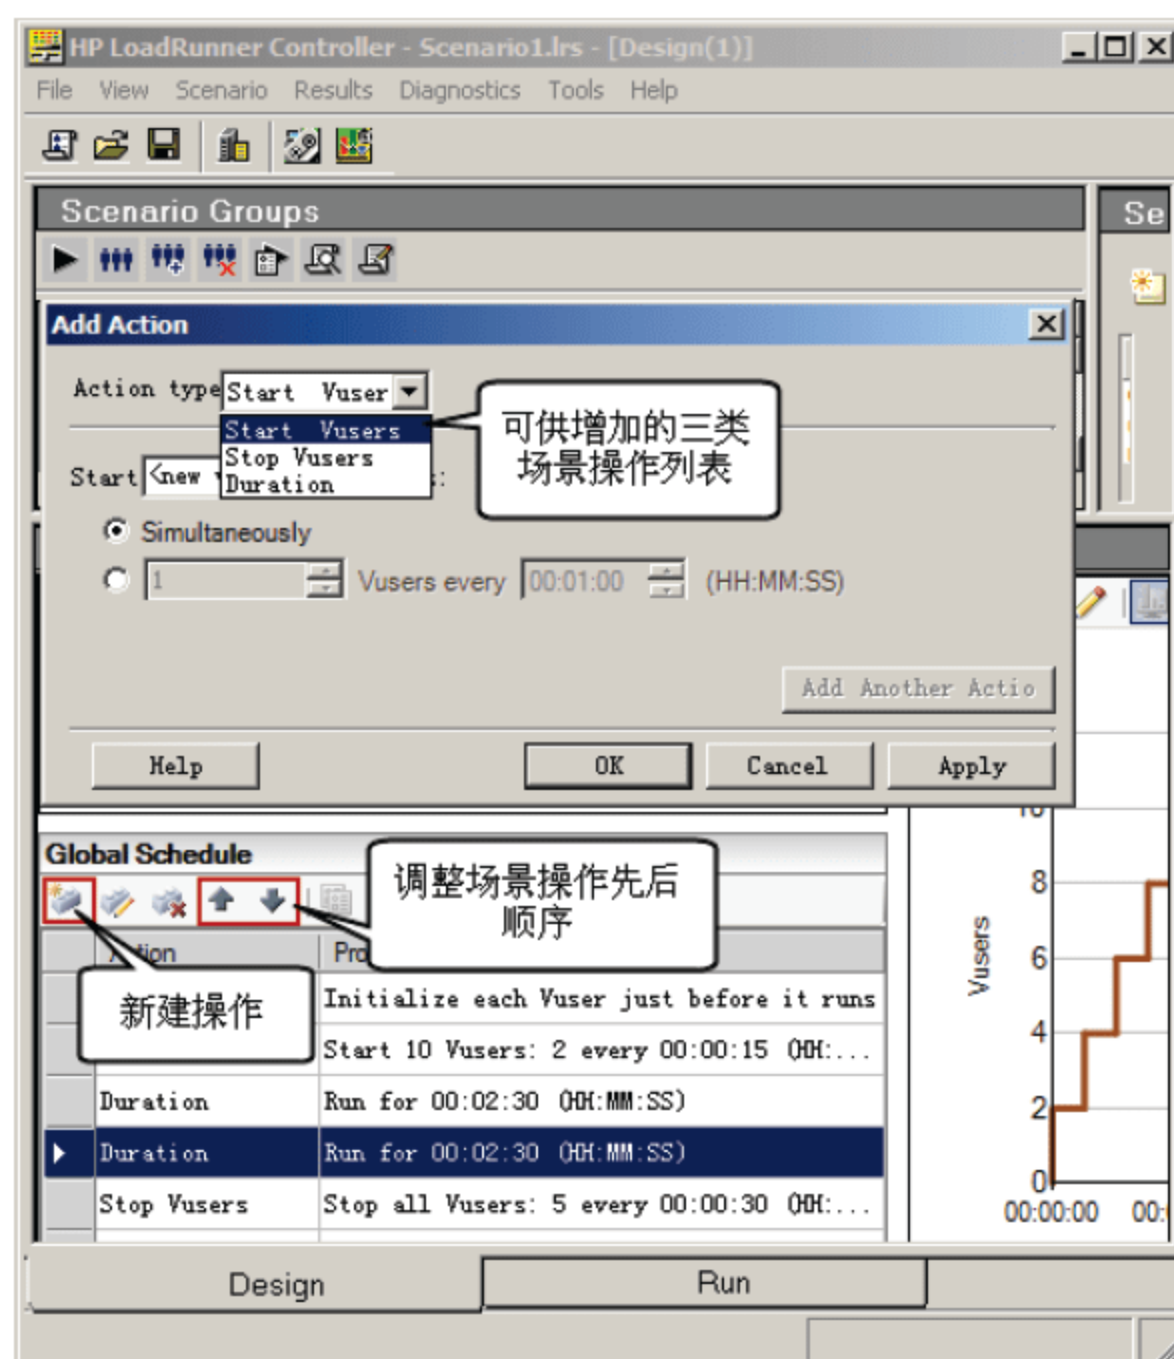 HP LoadRunner Controller - Scenario1.lrs - [Design(1)]
File View Scenario Results Diagnostics Tools Help
Scenario Groups
Se
Add Action
Action type Start Vuser
Start Vusers
Stop Vusers
Duration
可供增加的三类
场景操作列表
Start <new :
Simultaneously
1 Vusers every 00:01:00 (HH:MM:SS)
Add Another Actio
Help OK Cancel Apply
Global Schedule
调整场景操作先后
顺序
新建操作
Initialize each Vuser just before it runs
Start 10 Vusers: 2 every 00:00:15 (HH:...
Duration Run for 00:02:30 (HH:MM:SS)
Duration Run for 00:02:30 (HH:MM:SS)
Stop Vusers Stop all Vusers: 5 every 00:00:30 (HH:...
Vusers
10
8
6
4
2
0
00:00:00 00:
Design Run